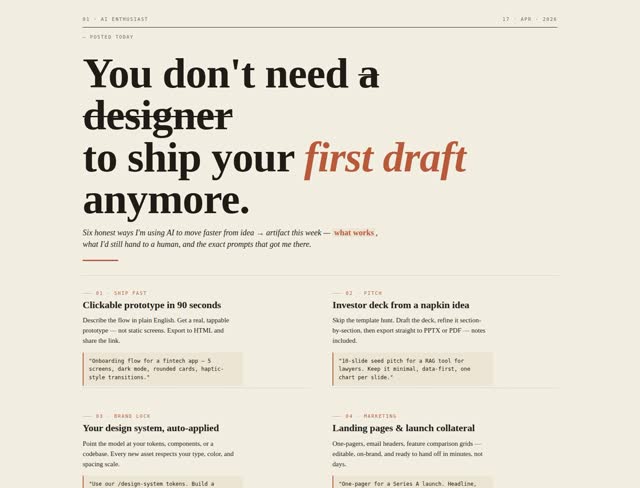 01 · AI ENTHUSIAST
17 · APR · 2026
— POSTED TODAY
You don't need a
designer
to ship your first draft
anymore.
Six honest ways I'm using AI to move faster from idea → artifact this week — what works,
what I'd still hand to a human, and the exact prompts that got me there.
01 · SHIP FAST
Clickable prototype in 90 seconds
Describe the flow in plain English. Get a real, tappable
prototype — not static screens. Export to HTML and
share the link.
"Onboarding flow for a fintech app — 5
screens, dark mode, rounded cards, haptic-
style transitions."
02 · PITCH
Investor deck from a napkin idea
Skip the template hunt. Draft the deck, refine it section-
by-section, then export straight to PPTX or PDF — notes
included.
"10-slide seed pitch for a RAG tool for
lawyers. Keep it minimal, data-first, one
chart per slide."
03 · BRAND LOCK
Your design system, auto-applied
Point the model at your tokens, components, or a
codebase. Every new asset respects your type, color, and
spacing scale.
"Use our /design-system tokens. Build a
04 · MARKETING
Landing pages & launch collateral
One-pagers, email headers, feature comparison grids —
editable, on-brand, and ready to hand off in minutes, not
days.
"One-pager for a Series A launch. Headline,